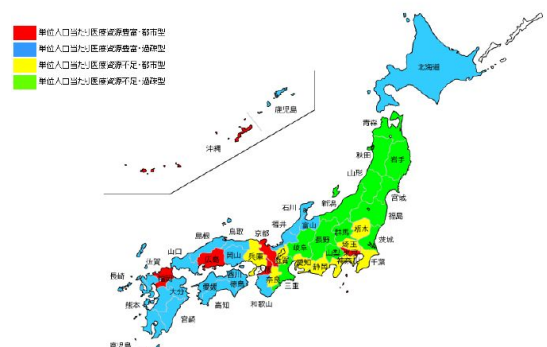 単位人口当たり医療資源豊富・都市型
単位人口当たり医療資源豊富・過疎型
単位人口当たり医療資源不足・都市型
単位人口当たり医療資源不足・過疎型
北海道
鹿児島
沖縄
青森
秋田
岩手
山形
宮城
新潟
福島
石川
富山
福井
群馬
栃木
長野
茨城
埼玉
京都
鳥取
島根
岐阜
山梨
兵庫
滋賀
愛知
静岡
千葉
岡山
山口
広島
奈良
三重
佐賀
香川
愛媛
徳島
和歌山
長崎
大分
高知
熊本
宮崎
鹿児島